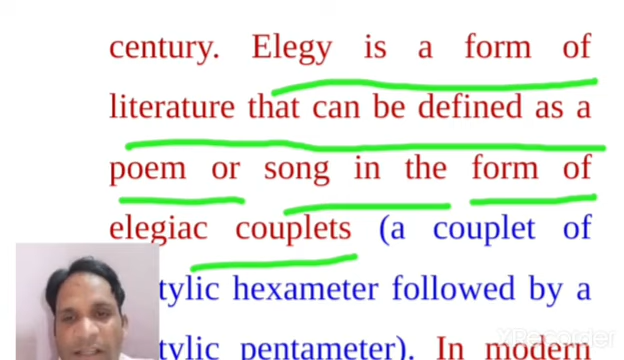 century. Elegy is a form of
literature that can be defined as a
poem or song in the form of
elegiac couplets (a couplet of
tylic hexameter followed by a
tylic pentameter). In modern
XRecorder